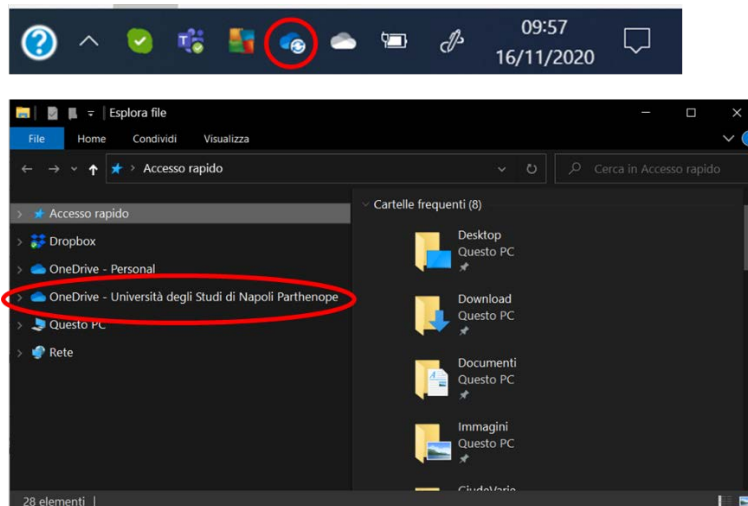 09:57
16/11/2020
Esplora file
File Home Condividi Visualizza
Accesso rapido
Cerca in Accesso rapido
Accesso rapido
Dropbox
OneDrive - Personal
OneDrive - Università degli Studi di Napoli Parthenope
Questo PC
Rete
Cartelle frequenti (8)
Desktop
Questo PC
Download
Questo PC
Documenti
Questo PC
Immagini
Questo PC
28 elementi